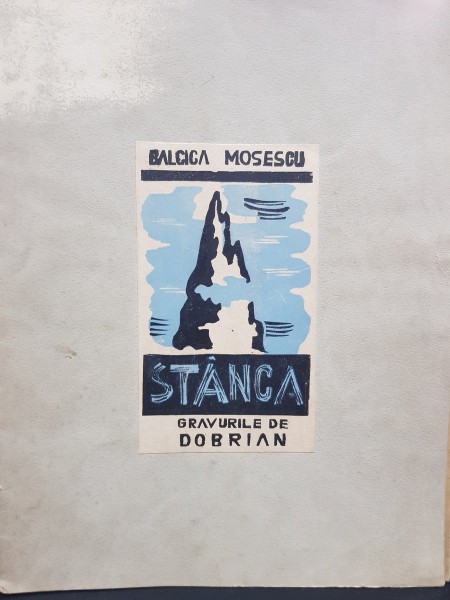 BALCICA MOSESCU
STÂNCA
GRAVURILE DE
DOBRIAN